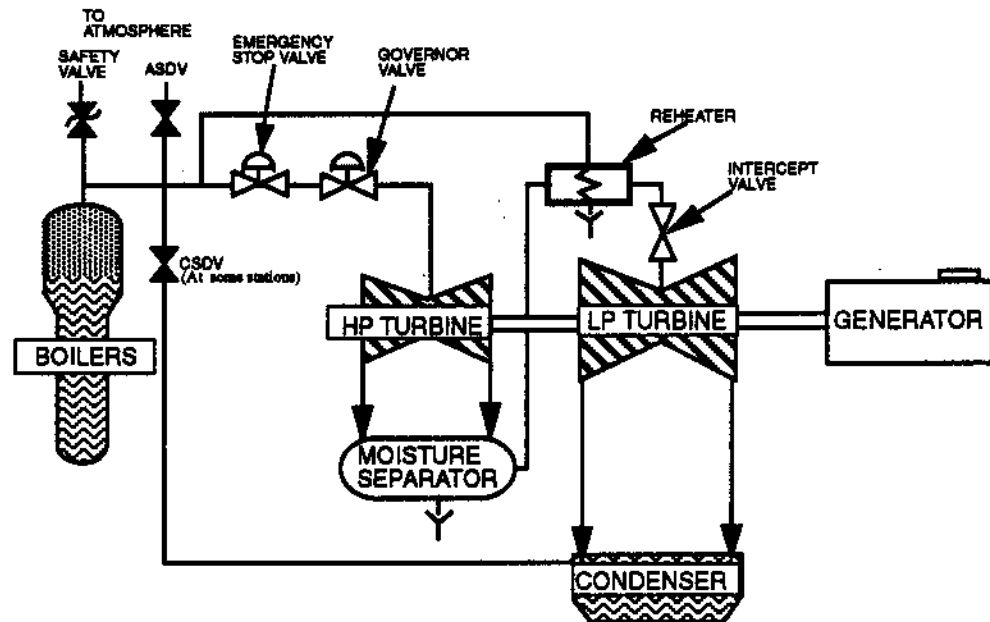 TO
ATMOSPHERE
SAFETY
VALVE
ASDV
EMERGENCY
STOP VALVE
GOVERNOR
VALVE
REHEATER
INTERCEPT
VALVE
CSDV
(At some stations)
HP TURBINE
LP TURBINE
GENERATOR
BOILERS
MOISTURE
SEPARATOR
CONDENSER